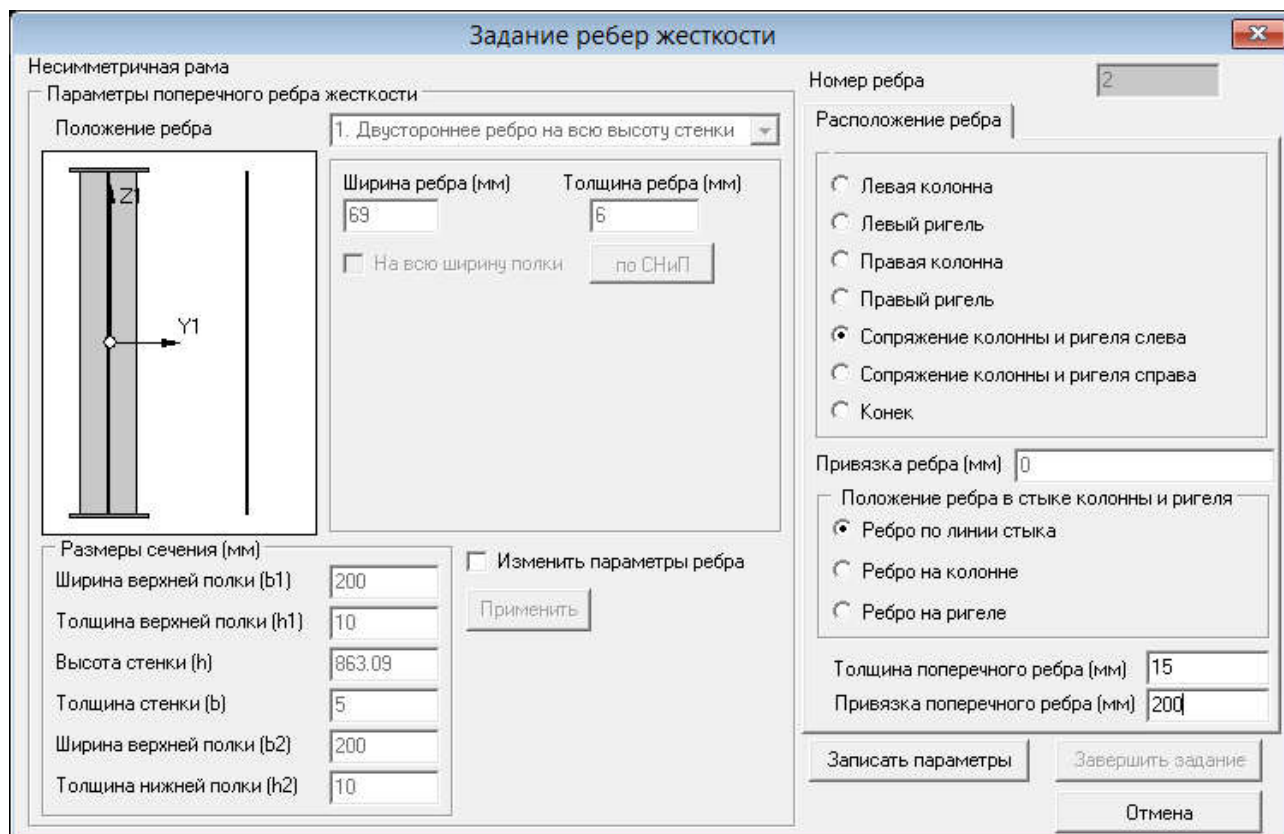 Задание ребер жесткости
Несимметричная рама
Параметры поперечного ребра жесткости
Положение ребра
1. Двустороннее ребро на всю высоту стенки
Z1
Y1
Ширина ребра (мм) Толщина ребра (мм)
69 6
На всю ширину полки по СНиП
Размеры сечения (мм)
Ширина верхней полки (b1) 200
Толщина верхней полки (h1) 10
Высота стенки (h) 863.09
Толщина стенки (b) 5
Ширина верхней полки (b2) 200
Толщина нижней полки (h2) 10
Изменить параметры ребра
Применить
Номер ребра 2
Расположение ребра
Левая колонна
Левый ригель
Правая колонна
Правый ригель
Сопряжение колонны и ригеля слева
Сопряжение колонны и ригеля справа
Конек
Привязка ребра (мм) 0
Положение ребра в стыке колонны и ригеля
Ребро по линии стыка
Ребро на колонне
Ребро на ригеле
Толщина поперечного ребра (мм) 15
Привязка поперечного ребра (мм) 200
Записать параметры Завершить задание
Отмена